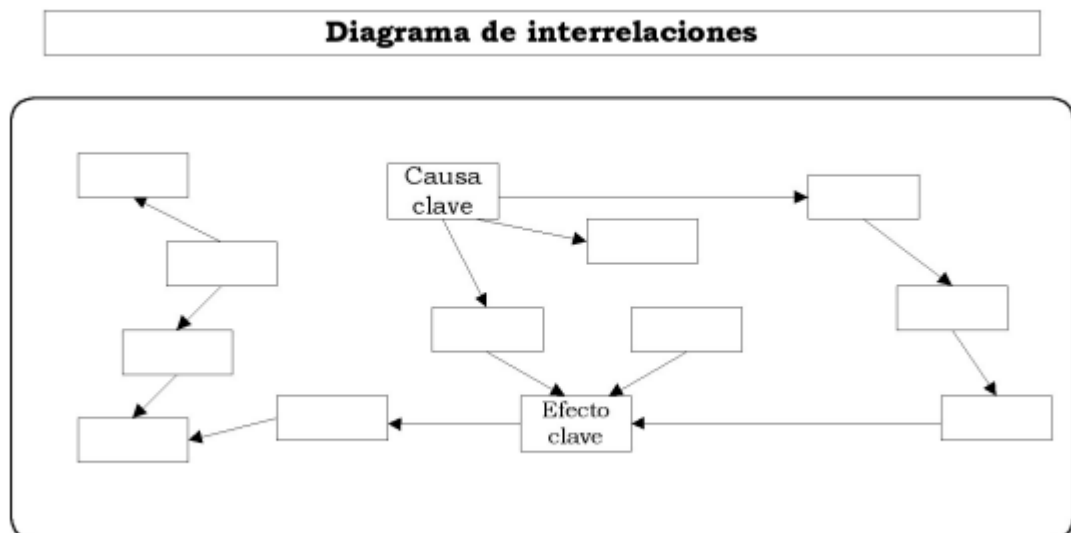 Diagrama de interrelaciones
Causa
clave
Efecto
clave